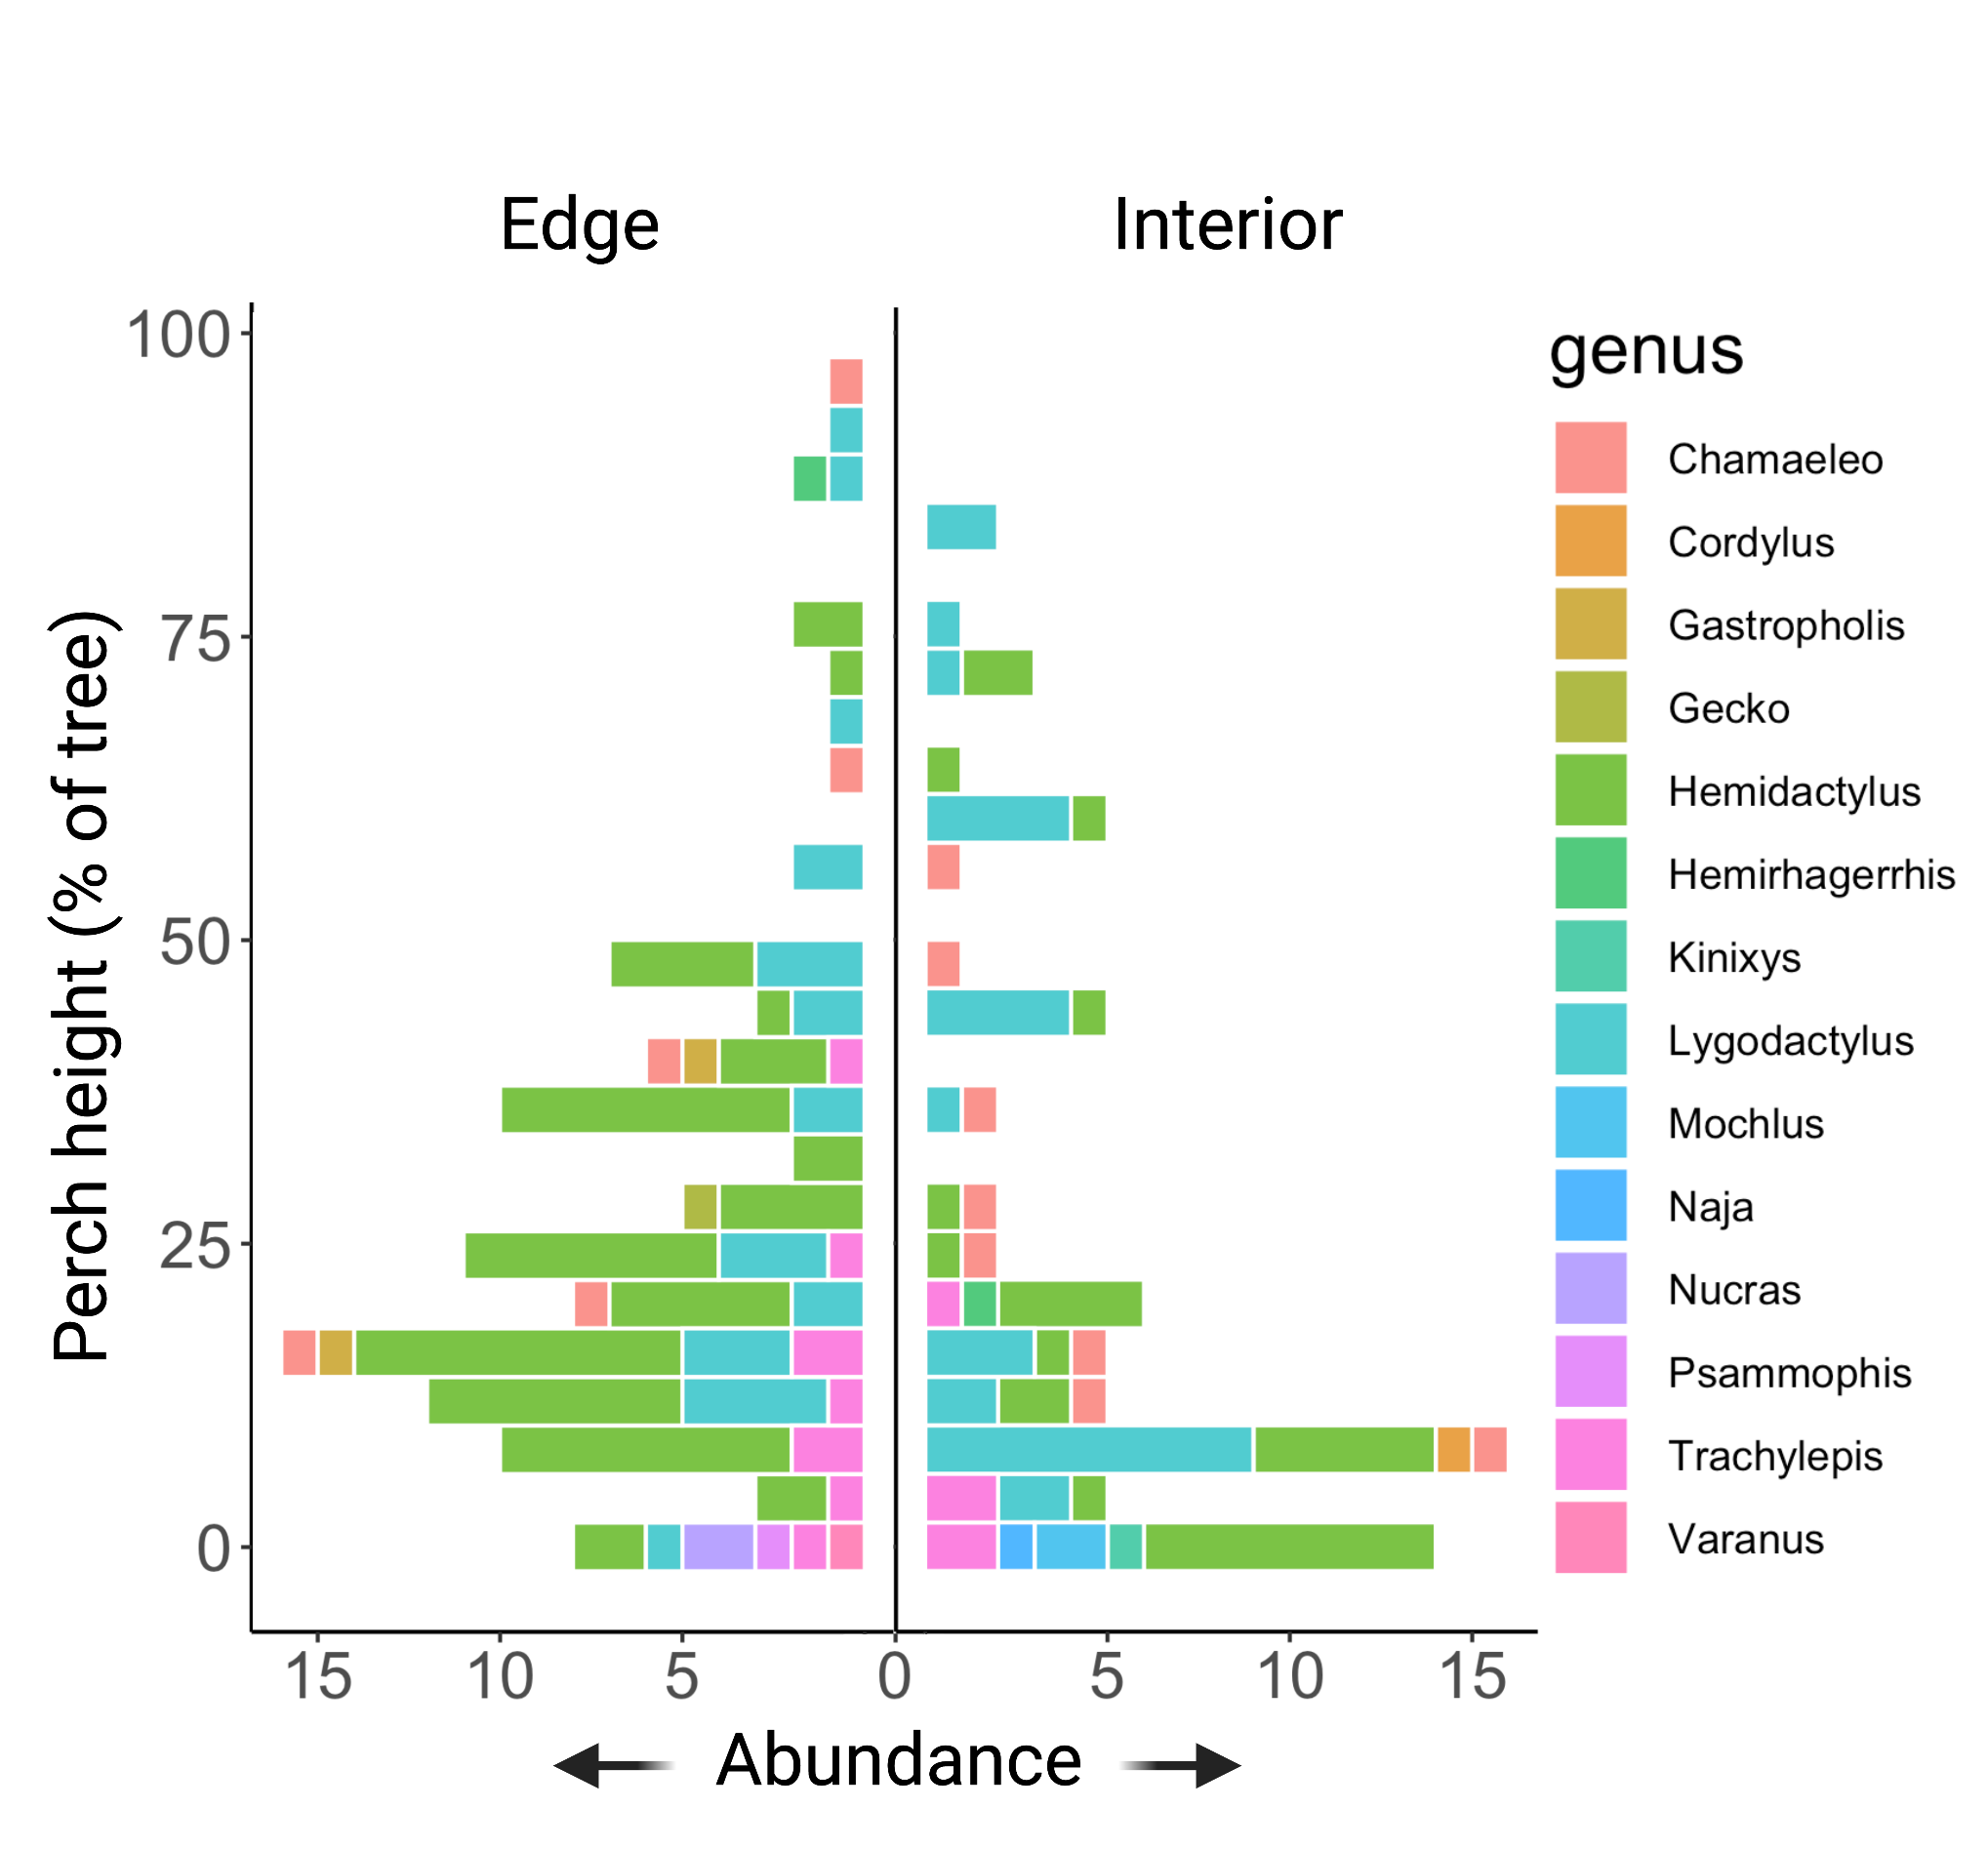 Edge Interior
100
75
50
25
0
Perch height (% of tree)
15 10 5 0 5 10 15
Abundance
genus
Chamaeleo
Cordylus
Gastropholis
Gecko
Hemidactylus
Hemirhagerrhis
Kinixys
Lygodactylus
Mochlus
Naja
Nucras
Psammophis
Trachylepis
Varanus